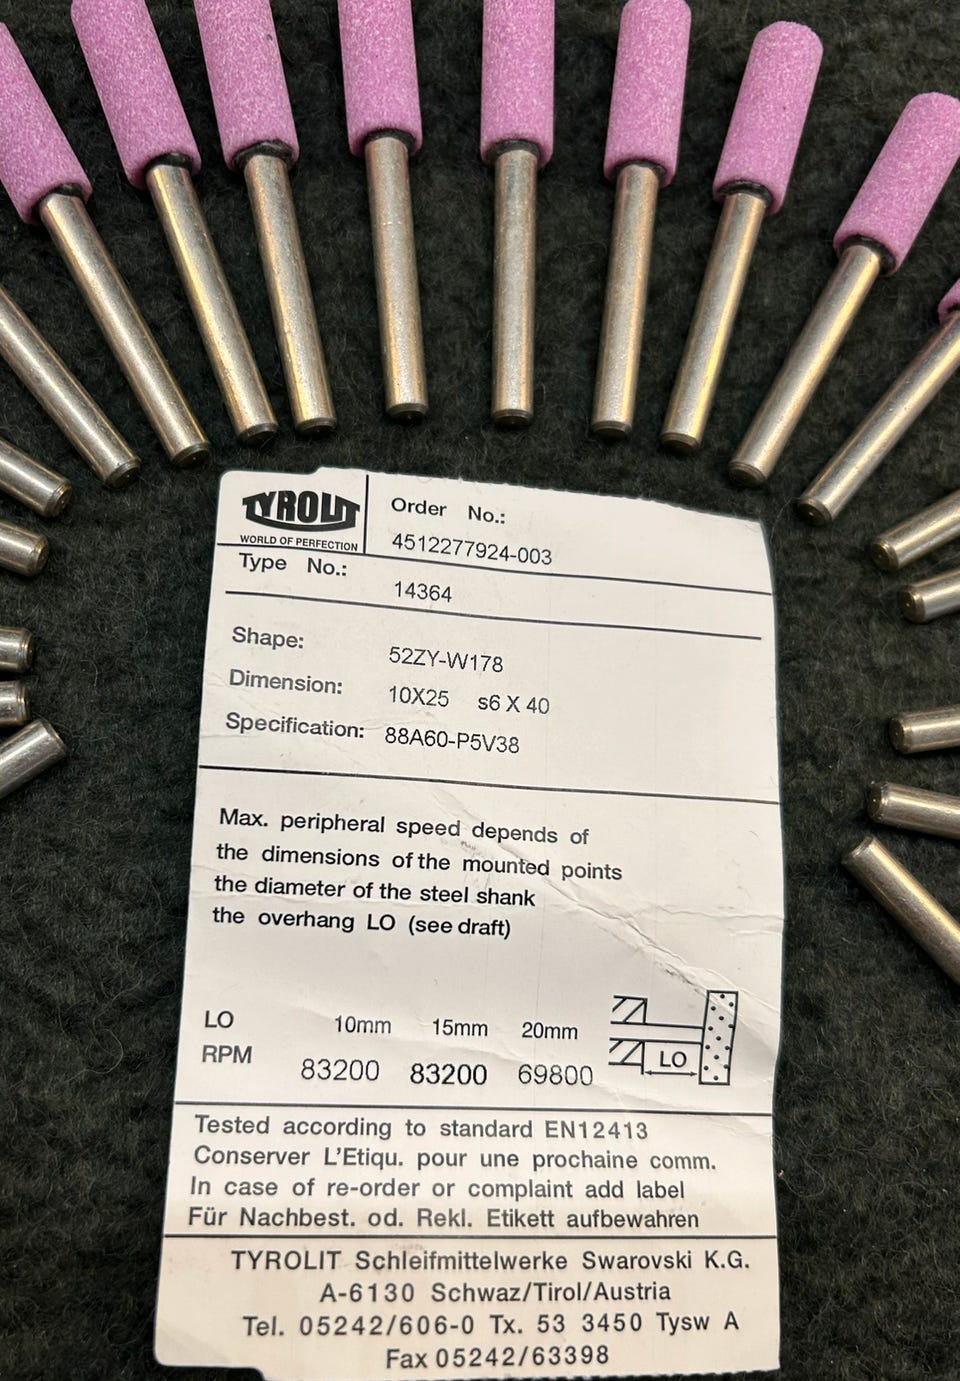 TYROLIT
WORLD OF PERFECTION
Order No.:
4512277924-003
Type No.:
14364
Shape: 52ZY-W178
Dimension: 10X25 s6 X 40
Specification: 88A60-P5V38
Max. peripheral speed depends of
the dimensions of the mounted points
the diameter of the steel shank
the overhang LO (see draft)
LO 10mm 15mm 20mm
RPM 83200 83200 69800
LO
Tested according to standard EN12413
Conserver L'Etiqu. pour une prochaine comm.
In case of re-order or complaint add label
Für Nachbest. od. Rekl. Etikett aufbewahren
TYROLIT Schleifmittelwerke Swarovski K.G.
A-6130 Schwaz/Tirol/Austria
Tel. 05242/606-0 Tx. 53 3450 Tysw A
Fax 05242/63398